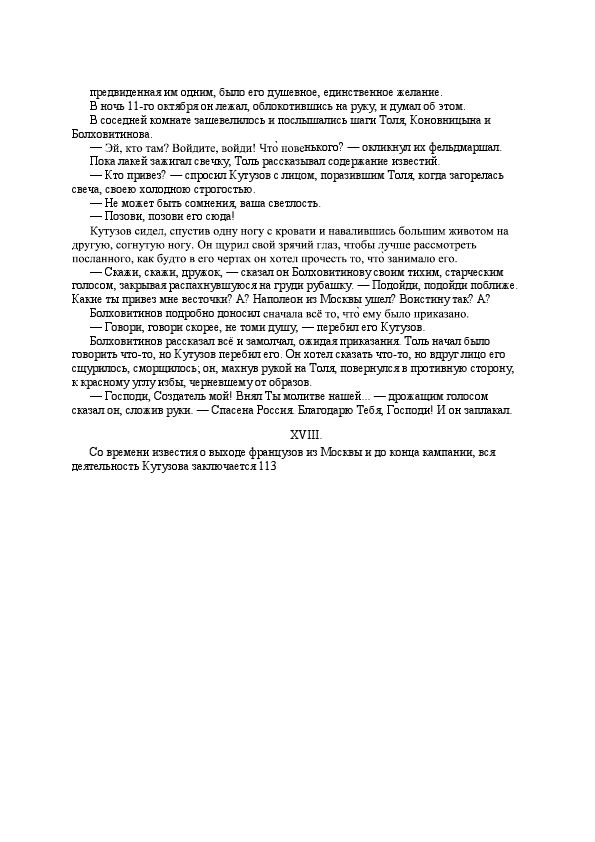 предвиденная им одним, было его душевное, единственное желание.
В ночь 11-го октября он лежал, облокотившись на руку, и думал об этом.
В соседней комнате зашевелилось и послышались шаги Толя, Коновницына и
Болховитинова.
— Эй, кто там? Войдите, войди! Что̀ новенького? — окликнул их фельдмаршал.
Пока лакей зажигал свечку, Толь рассказывал содержание известий.
— Кто привез? — спросил Кутузов с лицом, поразившим Толя, когда загорелась
свеча, своею холодною строгостью.
— Не может быть сомнения, ваша светлость.
— Позови, позови его сюда!
Кутузов сидел, спустив одну ногу с кровати и навалившись большим животом на
другую, согнутую ногу. Он щурил свой зрячий глаз, чтобы лучше рассмотреть
посланного, как будто в его чертах он хотел прочесть то, что̀ занимало его.
— Скажи, скажи, дружок, — сказал он Болховитинову своим тихим, старческим
голосом, закрывая распахнувшуюся на груди рубашку. — Подойди, подойди поближе.
Какие ты привез мне весточки? А? Наполеон из Москвы ушел? Воистину так? А?
Болховитинов подробно доносил сначала всё то, что̀ ему было приказано.
— Говори, говори скорее, не томи душу, — перебил его Кутузов.
Болховитинов рассказал всё и замолчал, ожидая приказания. Толь начал было
говорить что-то, но Кутузов перебил его. Он хотел сказать что-то, но вдруг лицо его
сщурилось, сморщилось; он, махнув рукой на Толя, повернулся в противную сторону,
к красному углу избы, черневшему от образов.
— Господи, Создатель мой! Внял Ты молитве нашей... — дрожащим голосом
сказал он, сложив руки. — Спасена Россия. Благодарю Тебя, Господи! И он заплакал.
XVIII.
Со времени известия о выходе французов из Москвы и до конца кампании, вся
деятельность Кутузова заключается 113